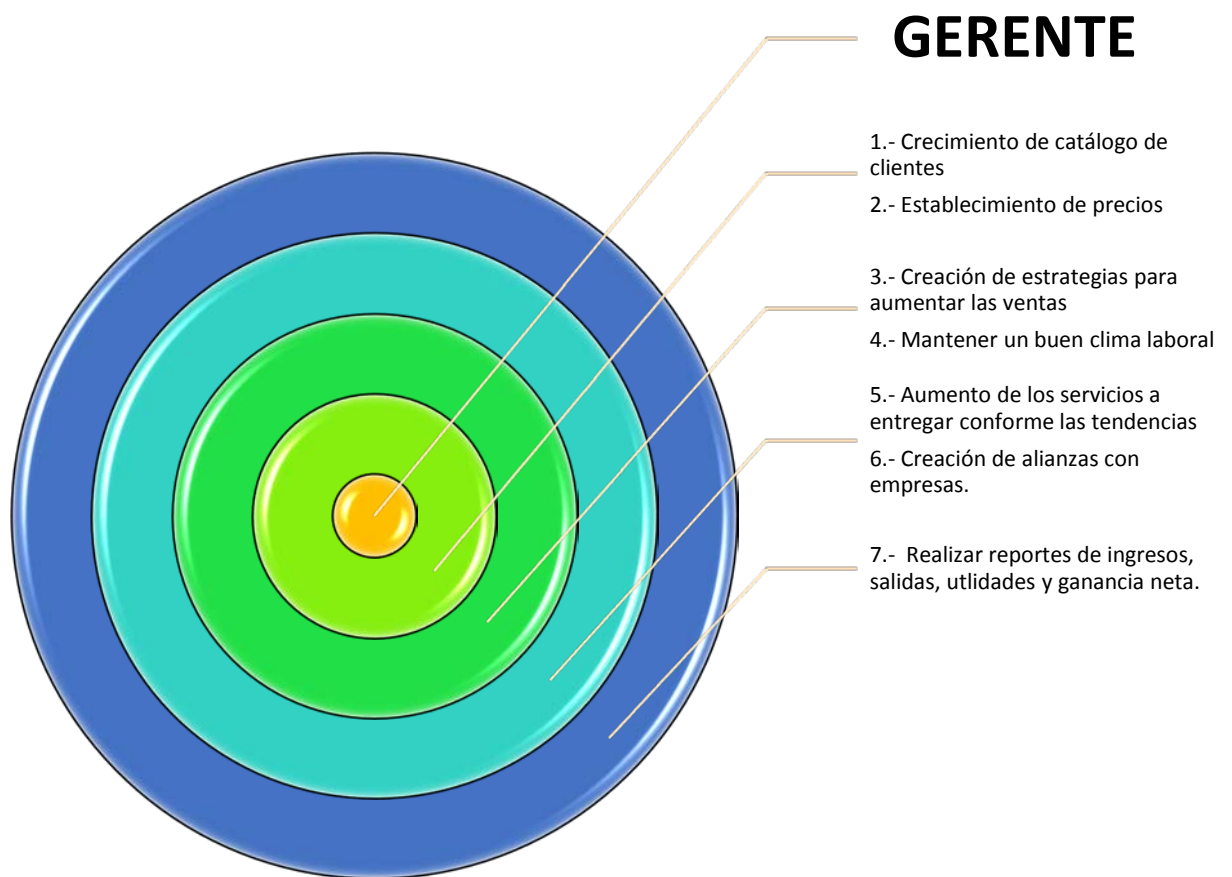 GERENTE
1.- Crecimiento de catálogo de
clientes
2.- Establecimiento de precios
3.- Creación de estrategias para
aumentar las ventas
4.- Mantener un buen clima laboral
5.- Aumento de los servicios a
entregar conforme las tendencias
6.- Creación de alianzas con
empresas.
7.-  Realizar reportes de ingresos,
salidas, utlidades y ganancia neta.